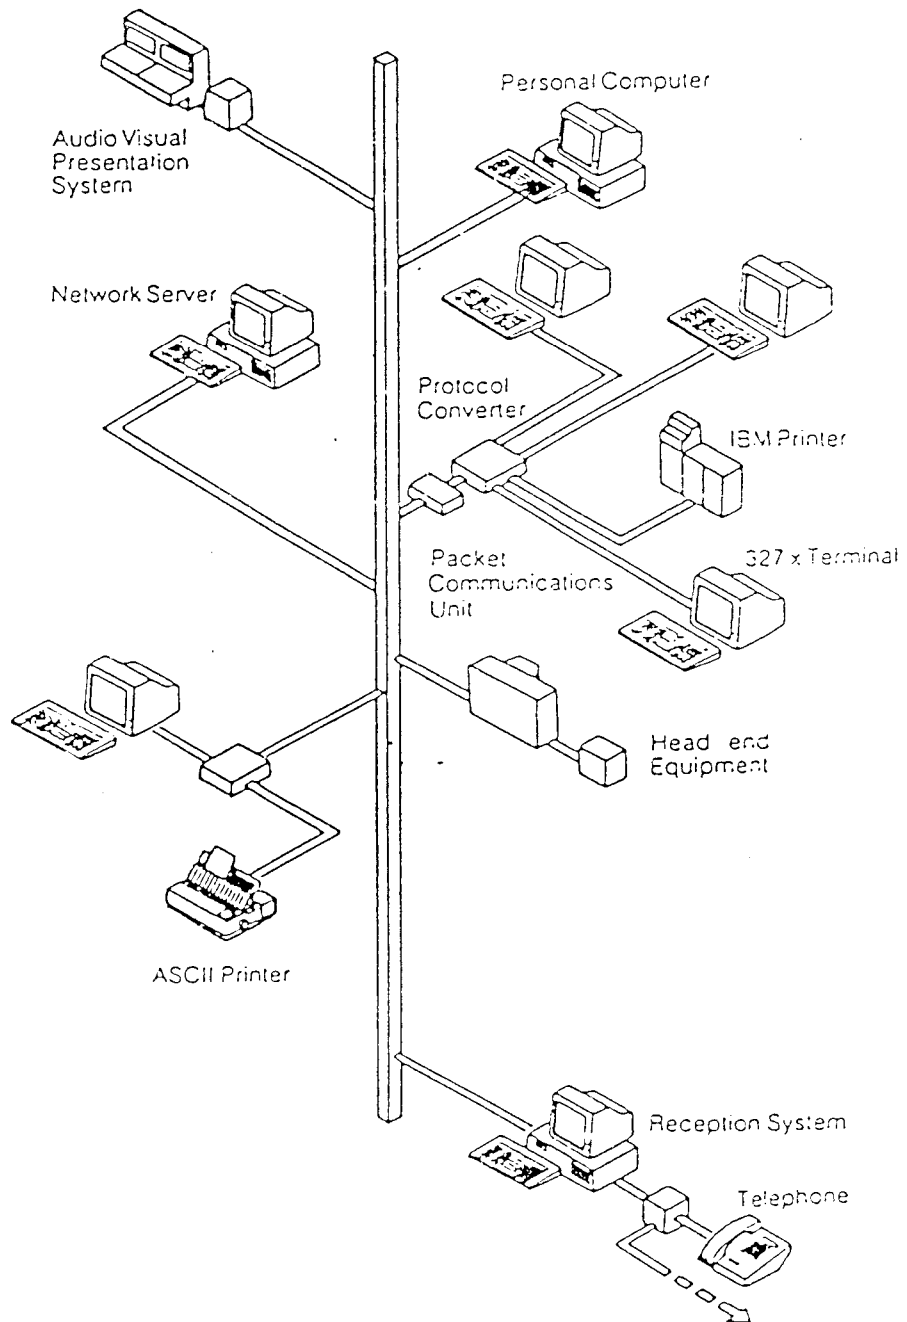 Personal Computer
Audio Visual
Presentation
System
Network Server
Protocol
Converter
IBM Printer
Packet
Communications
Unit
327x Terminal
Head end
Equipment
ASCII Printer
Reception System
Telephone